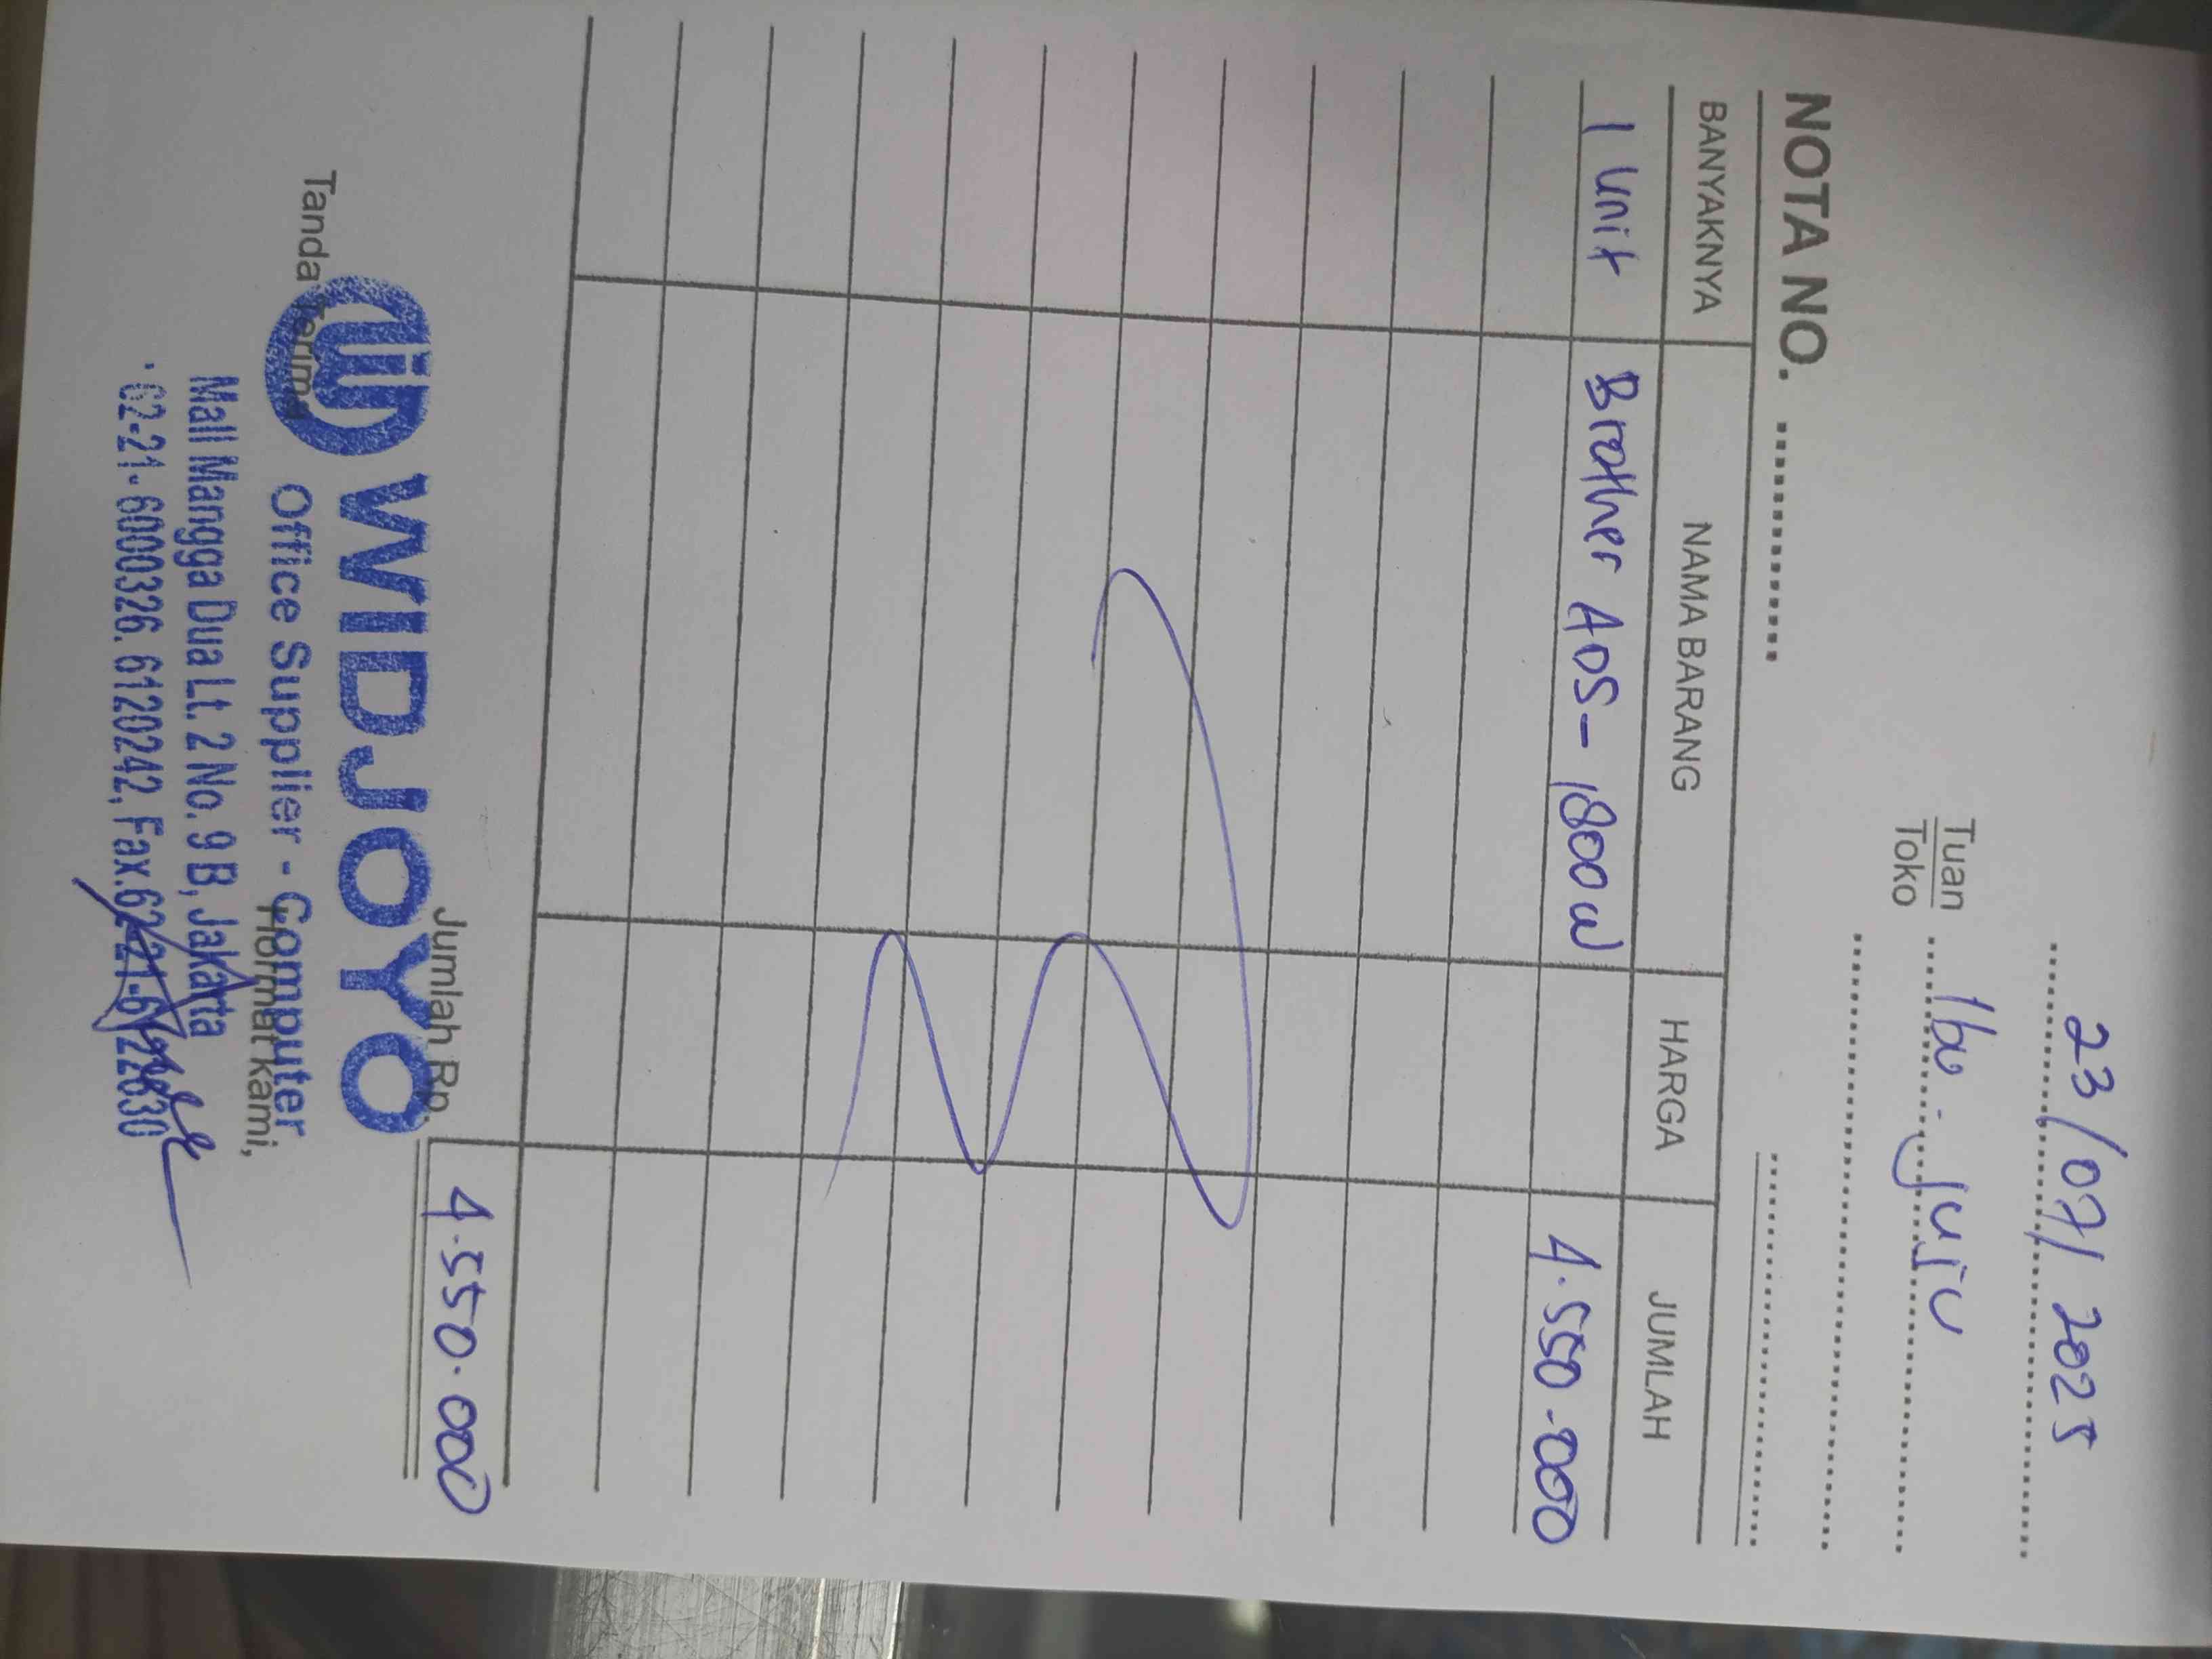 23/07/2025
Tuan
Toko
Ibu Juju
NOTA NO.
BANYAKNYA NAMA BARANG HARGA JUMLAH
1 unit Brother ADS-1800W 4.550.000
Jumlah Rp. 4.550.000
WIDJOYO
Tanda Terima Hormat kami,
Office Supplier - Computer
Mall Mangga Dua Lt. 2 No. 9 B, Jakarta
62-21-6000326. 6120242, Fax.62-21-6122630